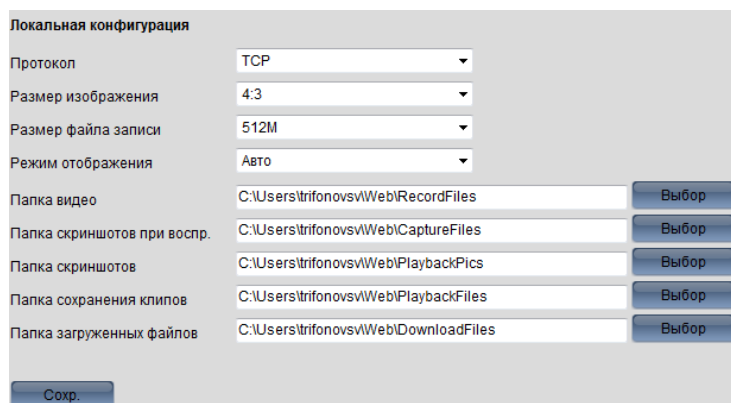 Локальная конфигурация
Протокол TCP
Размер изображения 4:3
Размер файла записи 512M
Режим отображения Авто
Папка видео C:\Users\trifonovsv\Web\RecordFiles Выбор
Папка скриншотов при воспр. C:\Users\trifonovsv\Web\CaptureFiles Выбор
Папка скриншотов C:\Users\trifonovsv\Web\PlaybackPics Выбор
Папка сохранения клипов C:\Users\trifonovsv\Web\PlaybackFiles Выбор
Папка загруженных файлов C:\Users\trifonovsv\Web\DownloadFiles Выбор
Сохр.